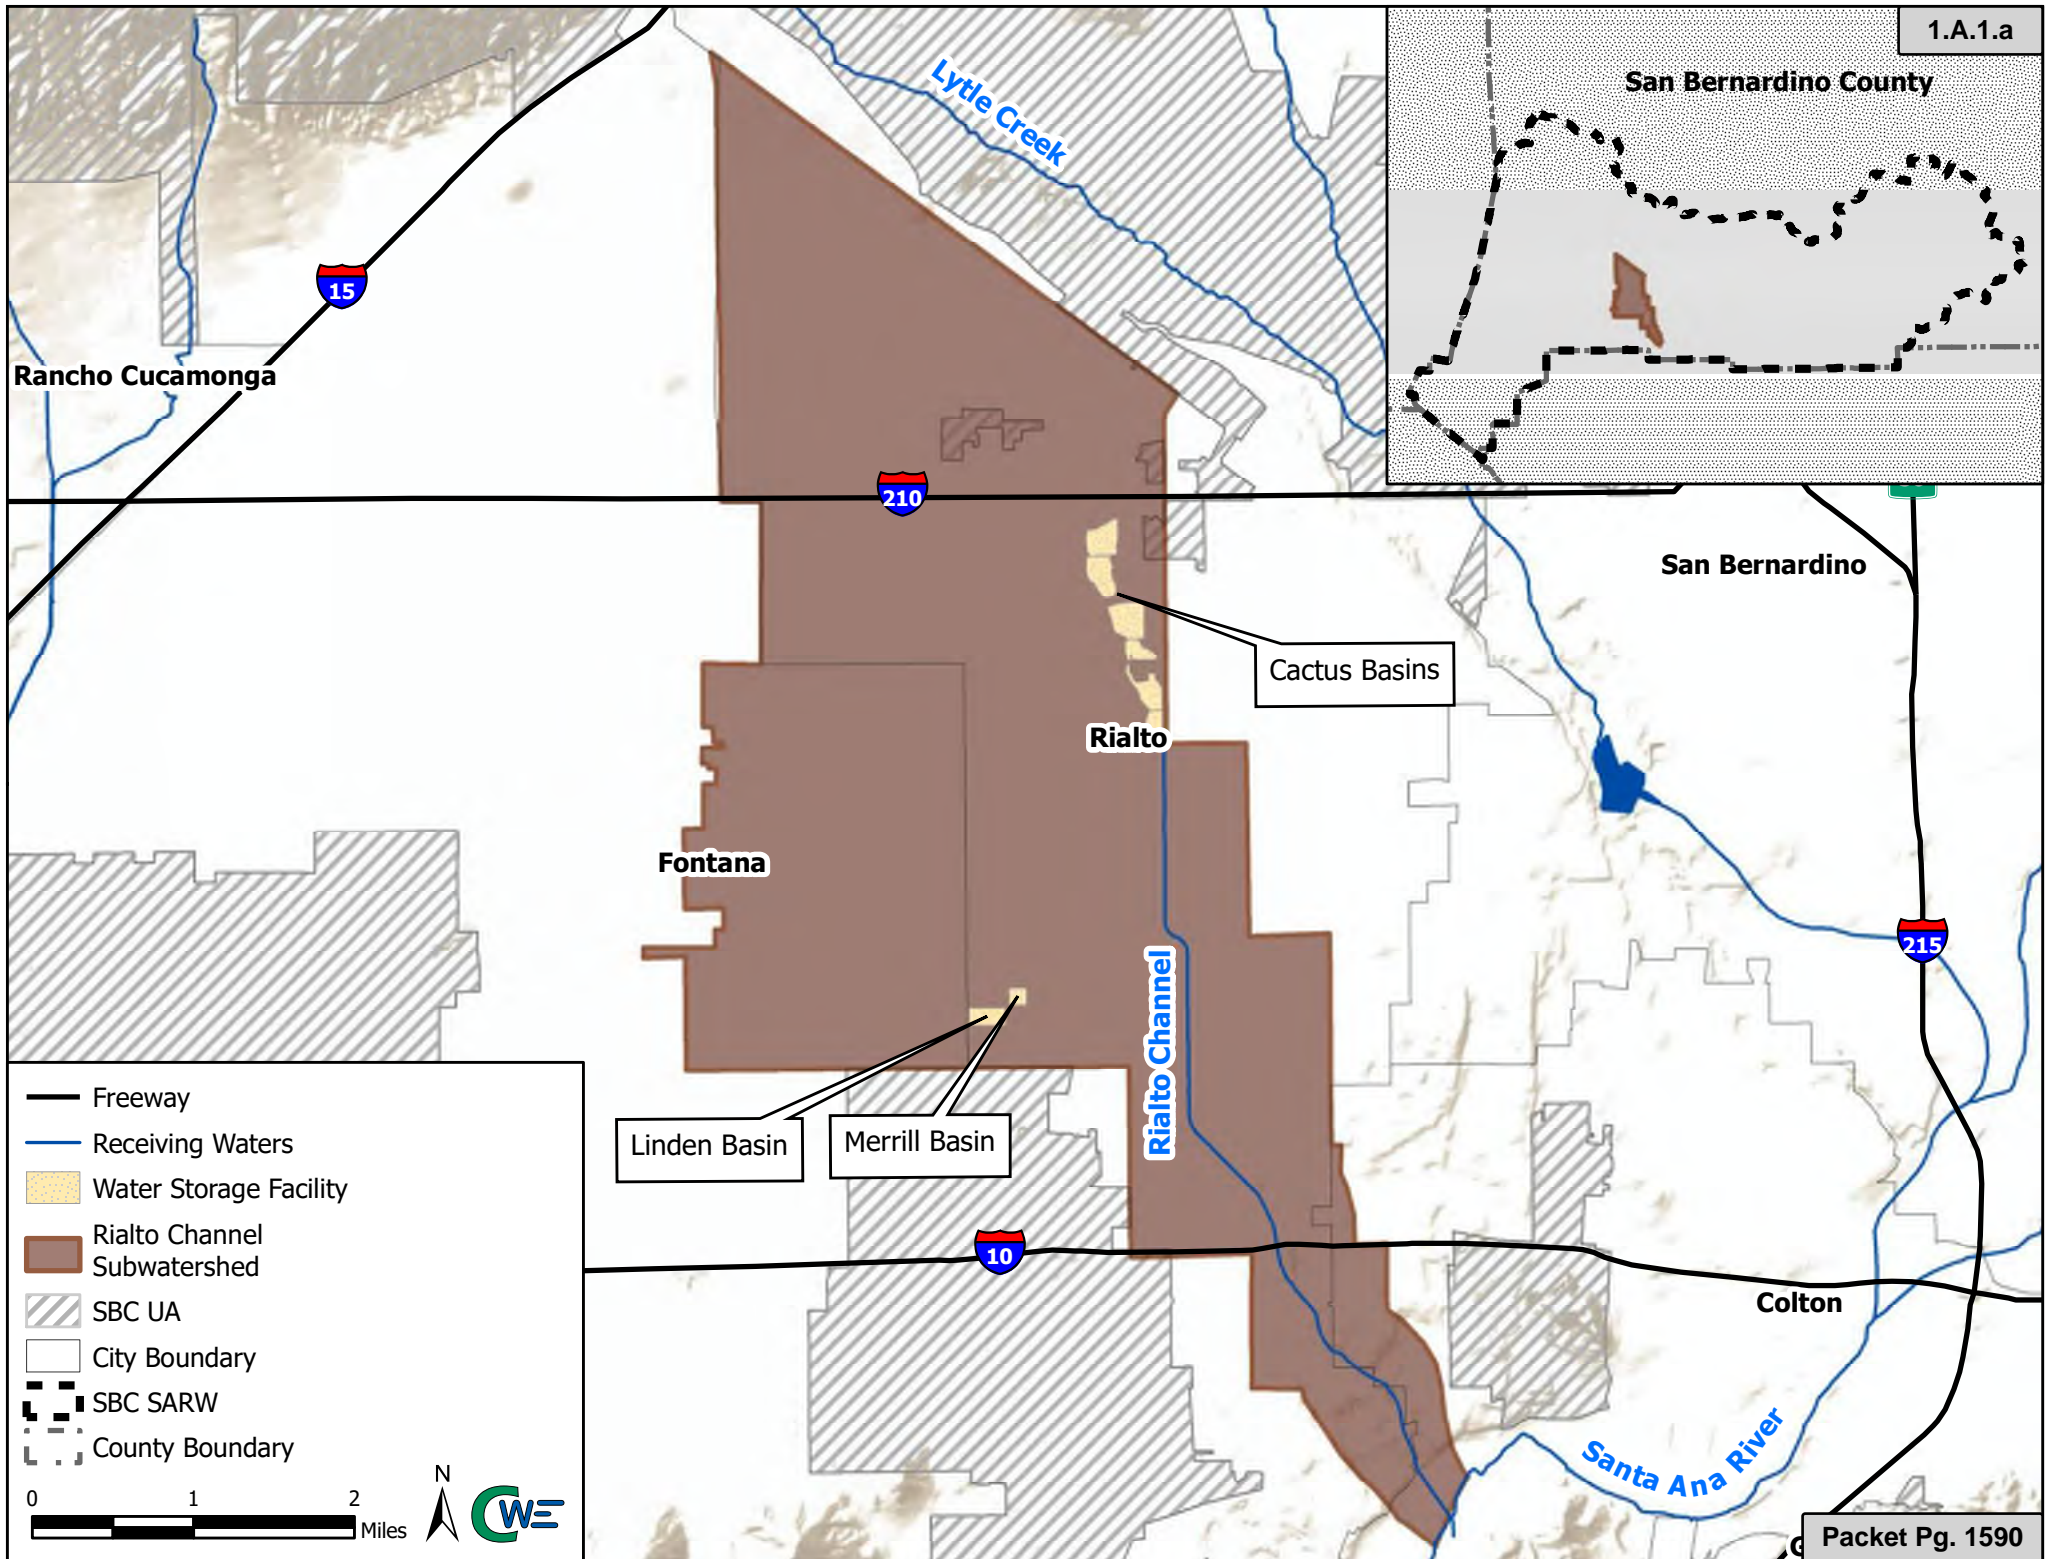 1.A.1.a
San Bernardino County
Lytle Creek
15
Rancho Cucamonga
210
San Bernardino
Cactus Basins
Rialto
Fontana
Rialto Channel
215
Linden Basin
Merrill Basin
10
Colton
Santa Ana River
Freeway
Receiving Waters
Water Storage Facility
Rialto Channel
Subwatershed
SBC UA
City Boundary
SBC SARW
County Boundary
0 1 2
Miles
N
CWE
Packet Pg. 1590